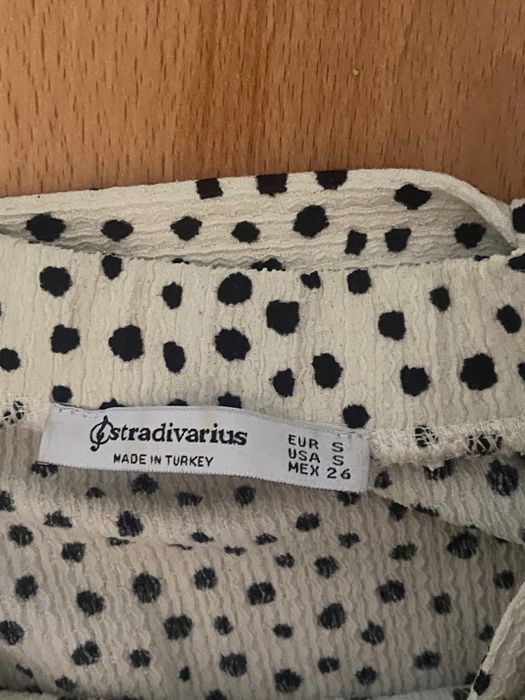 stradivarius
MADE IN TURKEY
EUR S
USA S
MEX 26